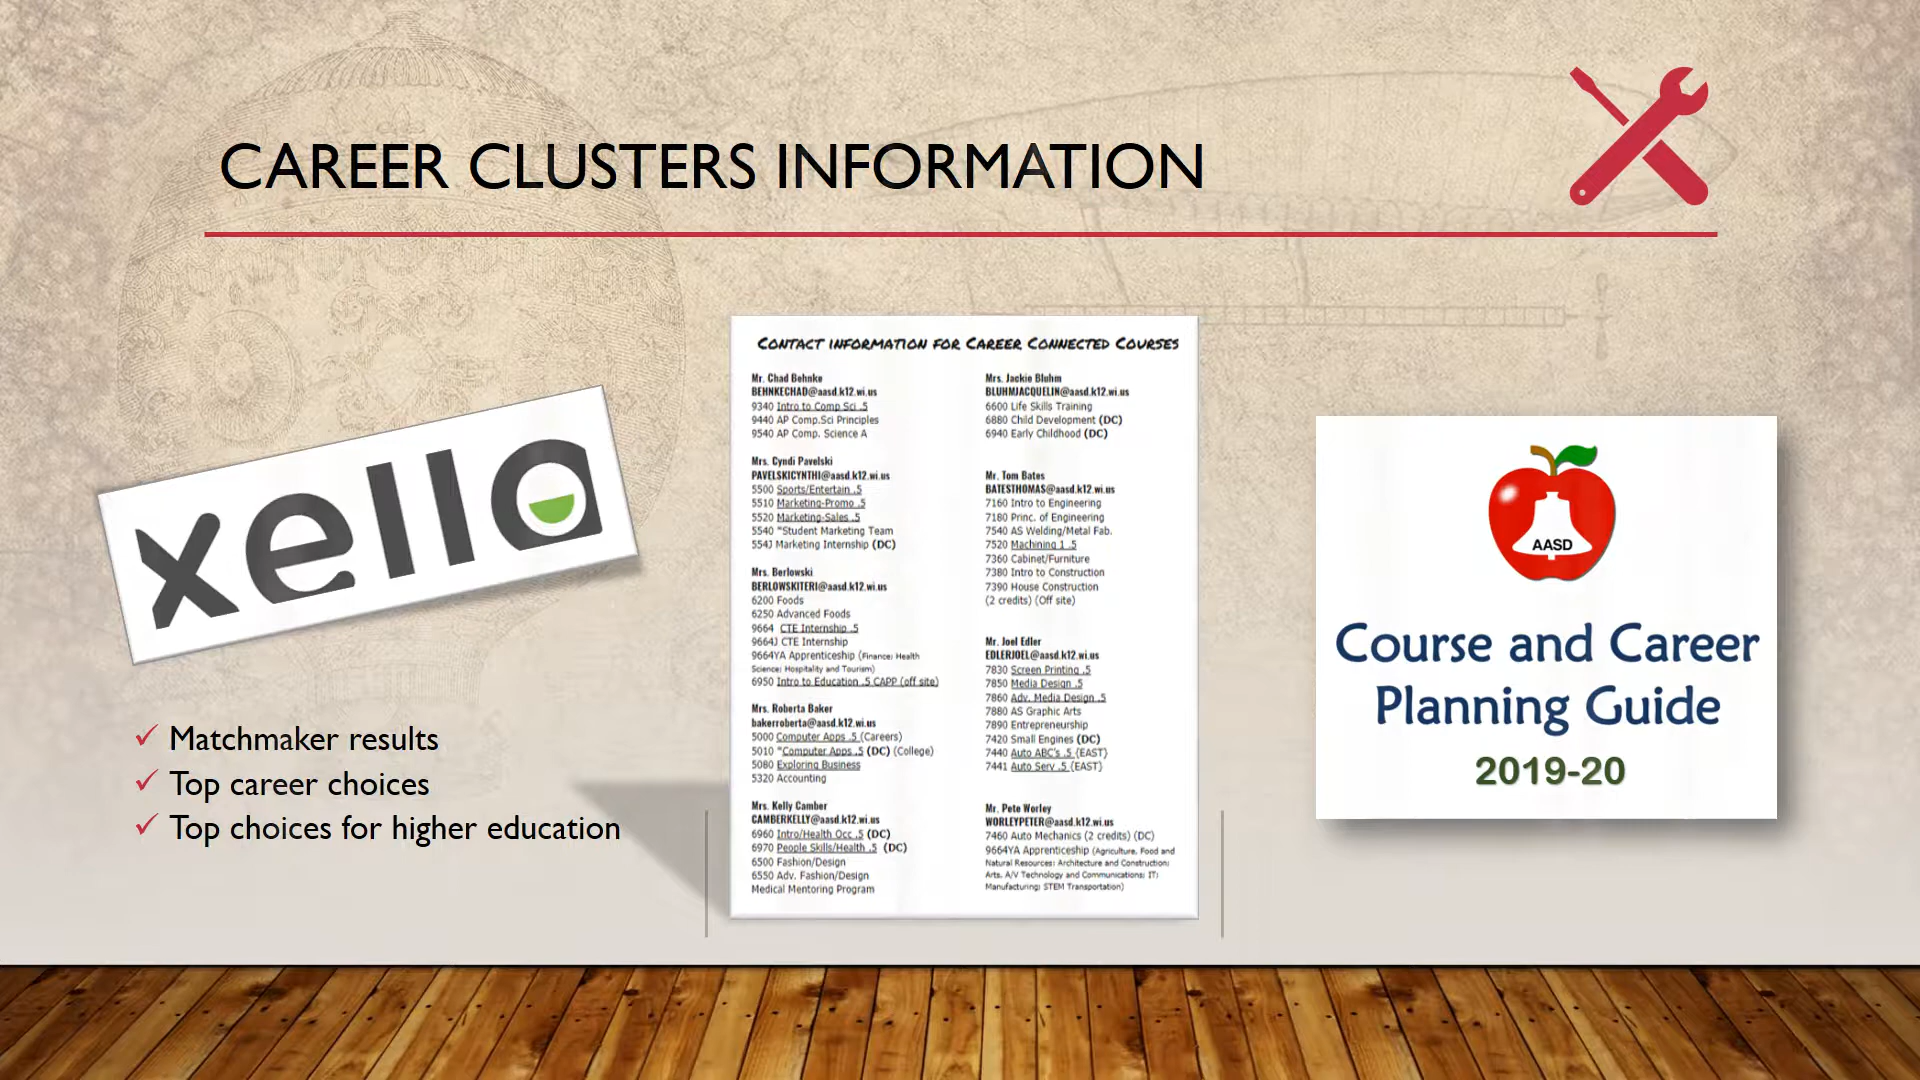 CAREER CLUSTERS INFORMATION
xello
✓ Matchmaker results
✓ Top career choices
✓ Top choices for higher education
Contact information for Career Connected Courses
Mr. Chad Behnke
BEHNKECHAD@aasd.k12.wi.us
9340 Intro to Comp Sci .5
9440 AP Comp.Sci Principles
9540 AP Comp. Science A
Mrs. Cyndi Pavelski
PAVELSKICYNTHI@aasd.k12.wi.us
5500 Sports/Entertain .5
5510 Marketing-Promo .5
5520 Marketing-Sales .5
5540 "Student Marketing Team
554J Marketing Internship (DC)
Mrs. Berlowski
BERLOWSKITERI@aasd.k12.wi.us
6200 Foods
6250 Advanced Foods
9664 CTE Internship .5
9664J CTE Internship
9664YA Apprenticeship (Finance; Health
Science; Hospitality and Tourism)
6950 Intro to Education .5 CAPP (off site)
Mrs. Roberta Baker
bakerroberta@aasd.k12.wi.us
5000 Computer Apps .5 (Careers)
5010 "Computer Apps .5 (DC) (College)
5080 Exploring Business
5320 Accounting
Mrs. Kelly Camber
CAMBERKELLY@aasd.k12.wi.us
6960 Intro/Health Occ .5 (DC)
6970 People Skills/Health .5 (DC)
6500 Fashion/Design
6550 Adv. Fashion/Design
Medical Mentoring Program
Mrs. Jackie Bluhm
BLUHMJACQUELIN@aasd.k12.wi.us
6600 Life Skills Training
6880 Child Development (DC)
6940 Early Childhood (DC)
Mr. Tom Bates
BATESTHOMAS@aasd.k12.wi.us
7160 Intro to Engineering
7180 Princ. of Engineering
7540 AS Welding/Metal Fab.
7520 Machining 1 .5
7360 Cabinet/Furniture
7380 Intro to Construction
7390 House Construction
(2 credits) (Off site)
Mr. Joel Edler
EDLERJOEL@aasd.k12.wi.us
7830 Screen Printing .5
7850 Media Design .5
7860 Adv. Media Design .5
7880 AS Graphic Arts
7890 Entrepreneurship
7420 Small Engines (DC)
7440 Auto ABC's .5 (EAST)
7441 Auto Serv .5 (EAST)
Mr. Pete Worley
WORLEYPETER@aasd.k12.wi.us
7460 Auto Mechanics (2 credits) (DC)
9664YA Apprenticeship (Agriculture, Food and
Natural Resources; Architecture and Construction;
Arts, A/V Technology and Communications; IT;
Manufacturing; STEM Transportation)
AASD
Course and Career
Planning Guide
2019-20